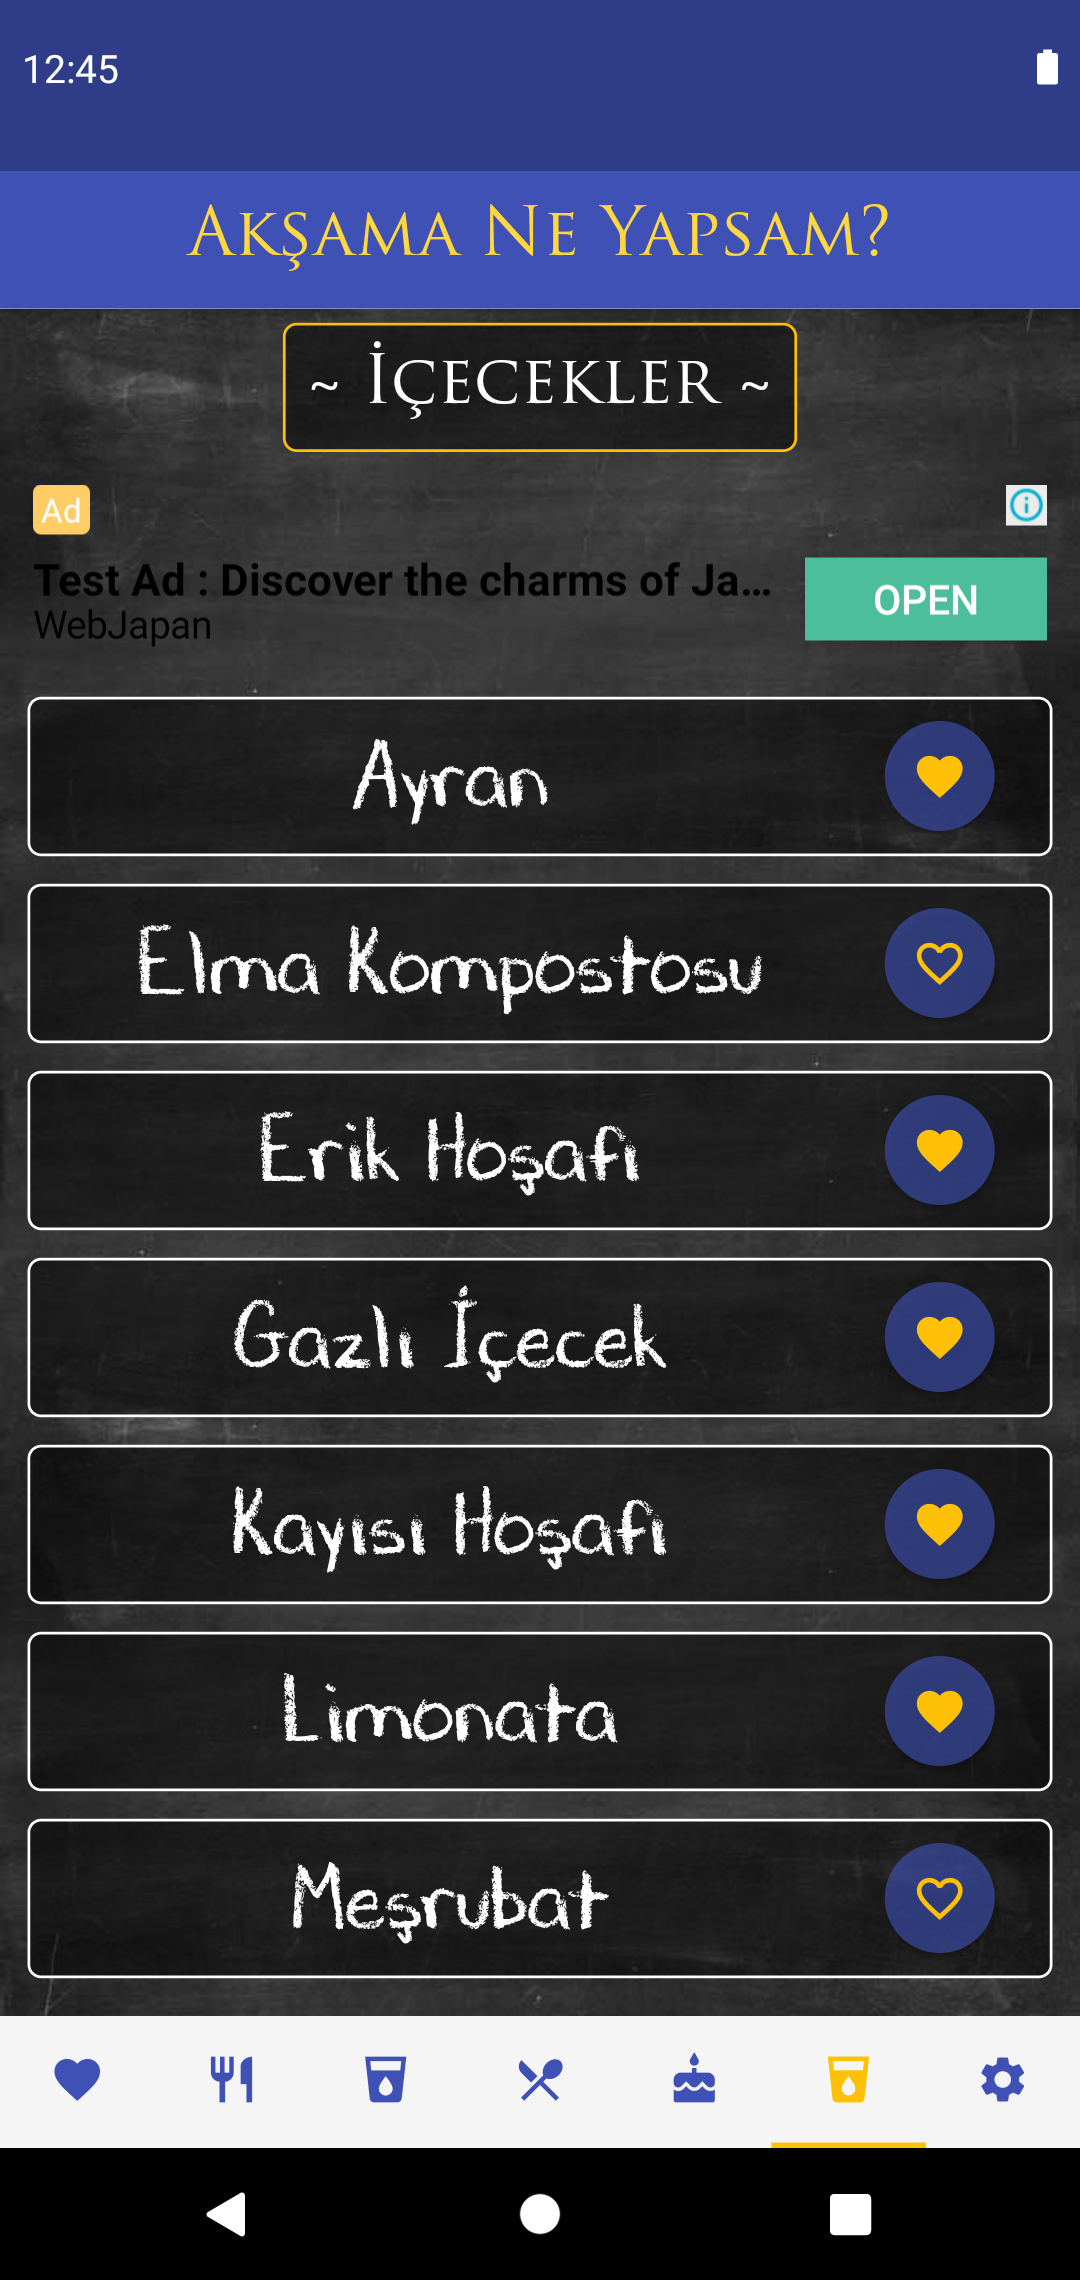 12:45
Akşama Ne Yapsam?
~ İçecekler ~
Ad
Test Ad : Discover the charms of Ja...
WebJapan
OPEN
Ayran
Elma Kompostosu
Erik Hoşafı
Gazlı İçecek
Kayısı Hoşafı
Limonata
Meşrubat